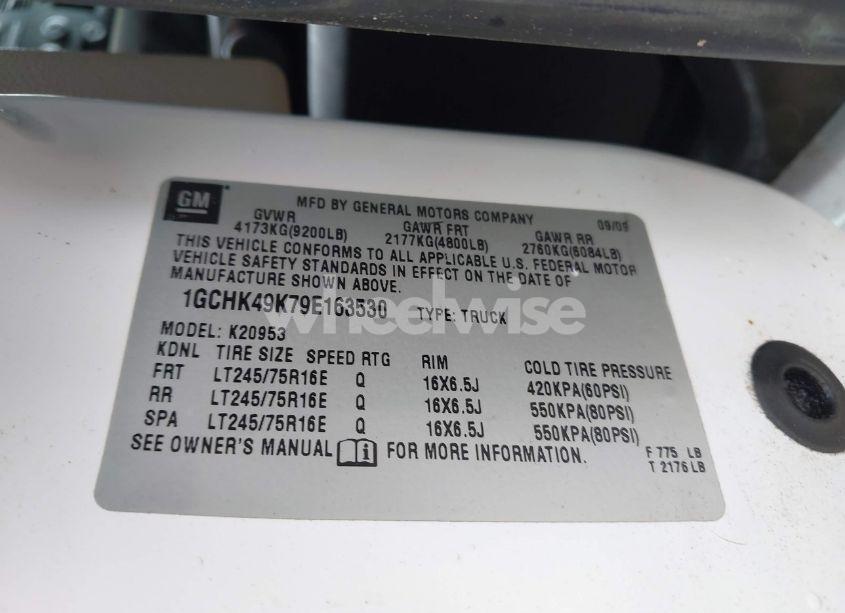 GM
MFD BY GENERAL MOTORS COMPANY 09/09
GVWR GAWR FRT GAWR RR
4173KG(9200LB) 2177KG(4800LB) 2760KG(6084LB)
THIS VEHICLE CONFORMS TO ALL APPLICABLE U.S. FEDERAL MOTOR
VEHICLE SAFETY STANDARDS IN EFFECT ON THE DATE OF
MANUFACTURE SHOWN ABOVE.
1GCHK49K79E163530 TYPE: TRUCK
wheelwise
MODEL: K20953
KDNL TIRE SIZE SPEED RTG RIM COLD TIRE PRESSURE
FRT LT245/75R16E Q 16X6.5J 420KPA(60PSI)
RR LT245/75R16E Q 16X6.5J 550KPA(80PSI)
SPA LT245/75R16E Q 16X6.5J 550KPA(80PSI)
SEE OWNER'S MANUAL i FOR MORE INFORMATION.
F 775 LB
T 2176 LB